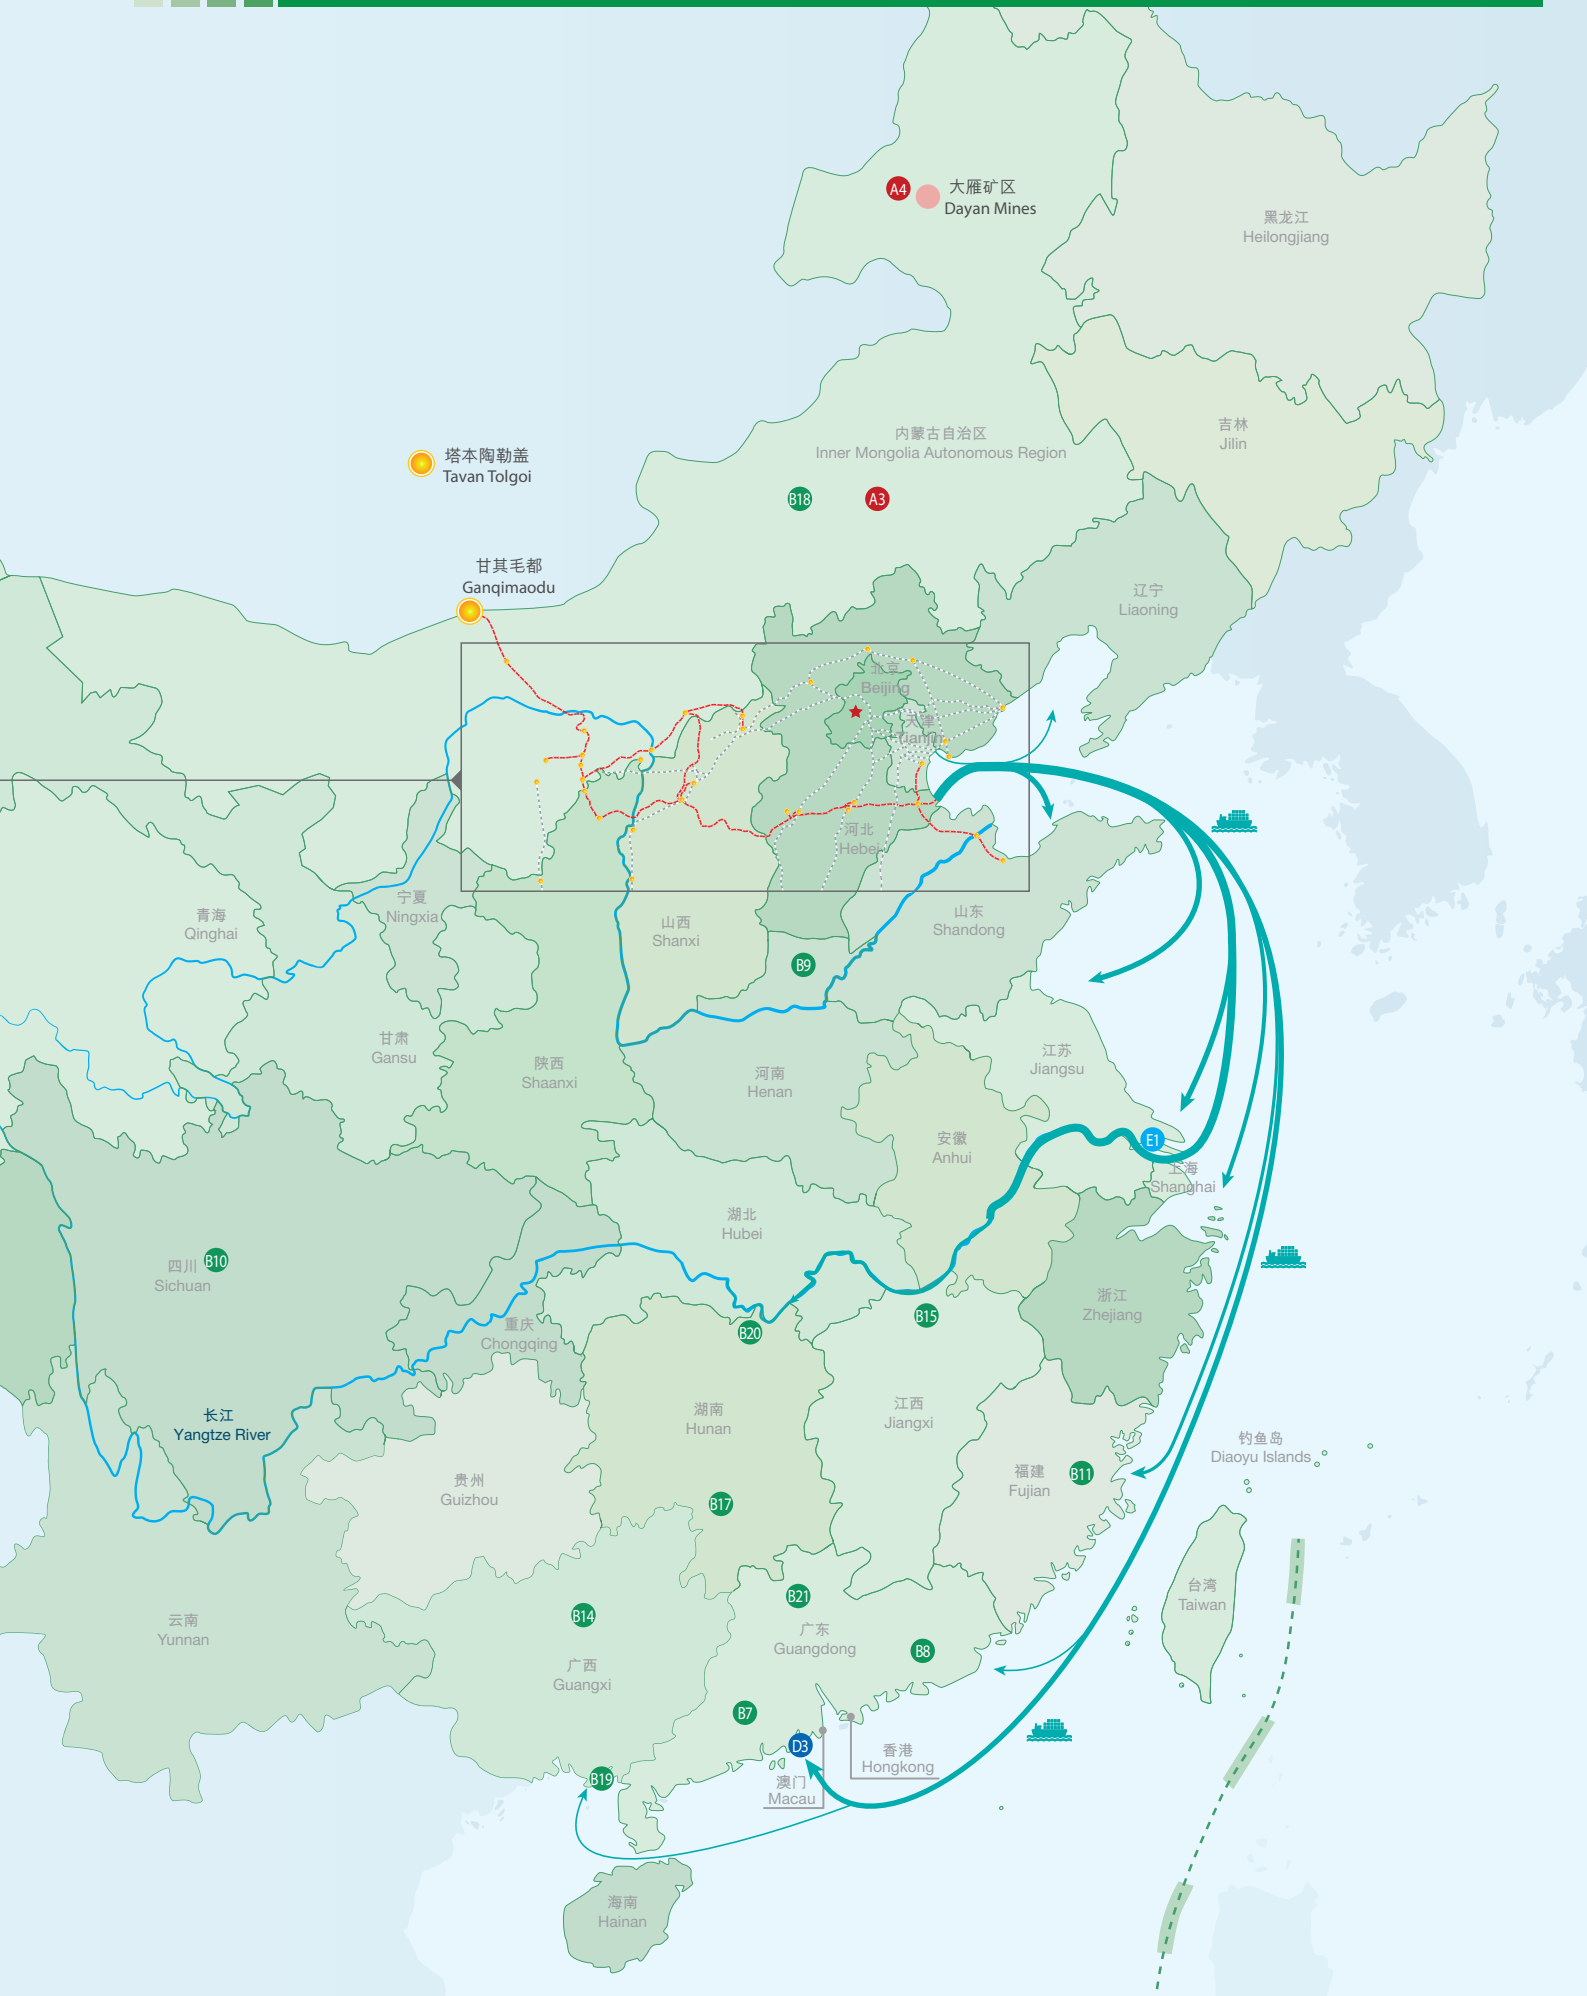 A4
大雁矿区
Dayan Mines
黑龙江
Heilongjiang
吉林
Jilin
内蒙古自治区
Inner Mongolia Autonomous Region
塔本陶勒盖
Tavan Tolgoi
B18
A3
甘其毛都
Ganqimaodu
辽宁
Liaoning
北京
Beijing
天津
Tianjin
河北
Hebei
宁夏
Ningxia
青海
Qinghai
山西
Shanxi
山东
Shandong
B9
甘肃
Gansu
陕西
Shaanxi
河南
Henan
江苏
Jiangsu
安徽
Anhui
E1
上海
Shanghai
湖北
Hubei
四川
Sichuan
B10
浙江
Zhejiang
重庆
Chongqing
B20
B15
长江
Yangtze River
湖南
Hunan
江西
Jiangxi
钓鱼岛
Diaoyu Islands
贵州
Guizhou
福建
Fujian
B11
B17
台湾
Taiwan
B21
B14
云南
Yunnan
广东
Guangdong
B8
广西
Guangxi
B7
D3
香港
Hongkong
B19
澳门
Macau
海南
Hainan